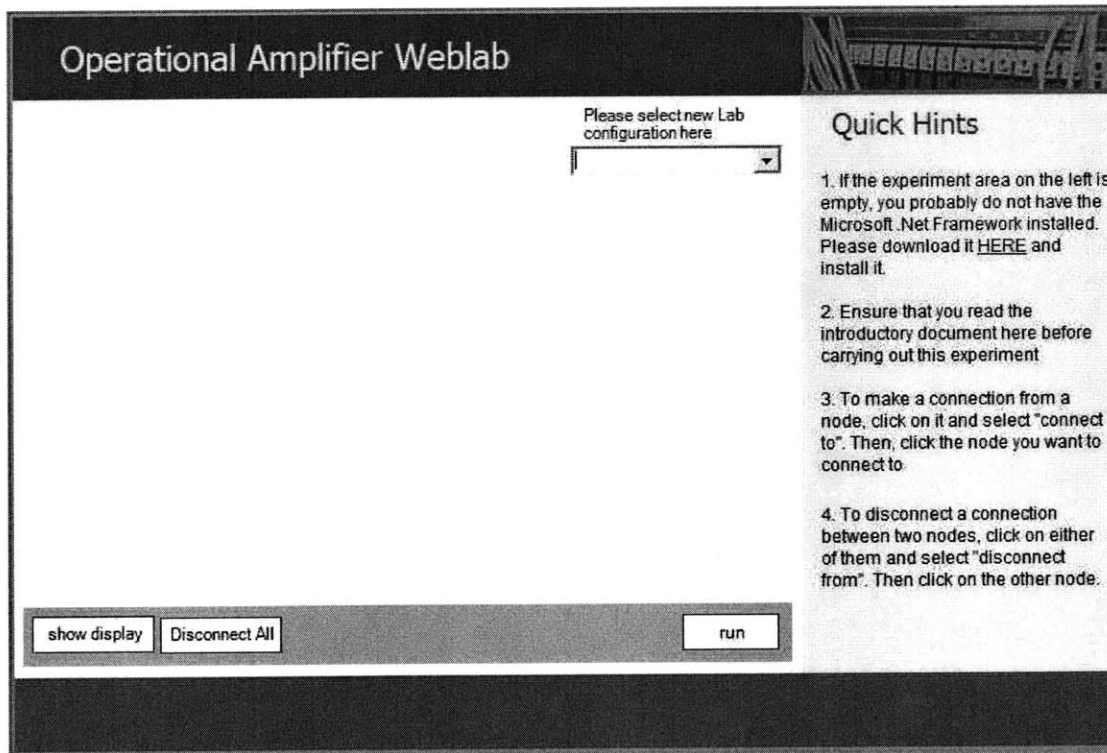 Operational Amplifier Weblab
Please select new Lab
configuration here
Quick Hints
1. If the experiment area on the left is
empty, you probably do not have the
Microsoft .Net Framework installed.
Please download it HERE and
install it.
2. Ensure that you read the
introductory document here before
carrying out this experiment
3. To make a connection from a
node, click on it and select "connect
to". Then, click the node you want to
connect to.
4. To disconnect a connection
between two nodes, click on either
of them and select "disconnect
from". Then click on the other node.
show display
Disconnect All
run